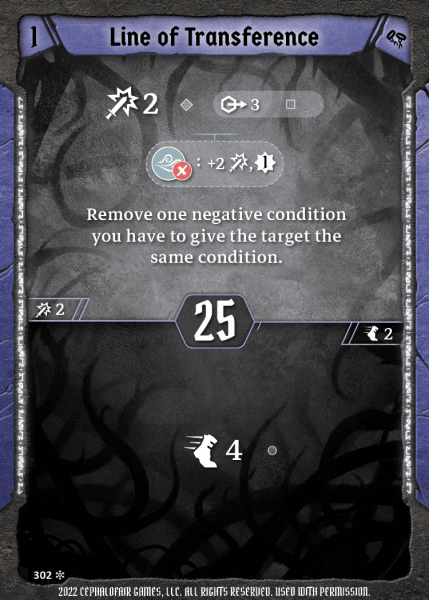 1
Line of Transference
2
3
: +2 , 1
Remove one negative condition
you have to give the target the
same condition.
2
25
2
4
302
2022 CEPHALOFAIR GAMES, LLC. ALL RIGHTS RESERVED. USED WITH PERMISSION.